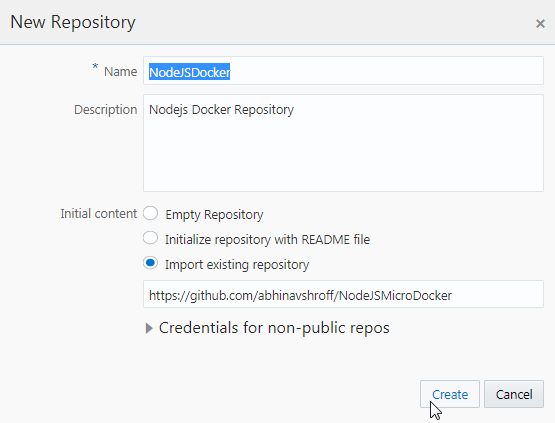 New Repository
* Name
NodeJSDocker
Description
Nodejs Docker Repository
Initial content
Empty Repository
Initialize repository with README file
Import existing repository
https://github.com/abhinavshroff/NodeJSMicroDocker
Credentials for non-public repos
Create
Cancel